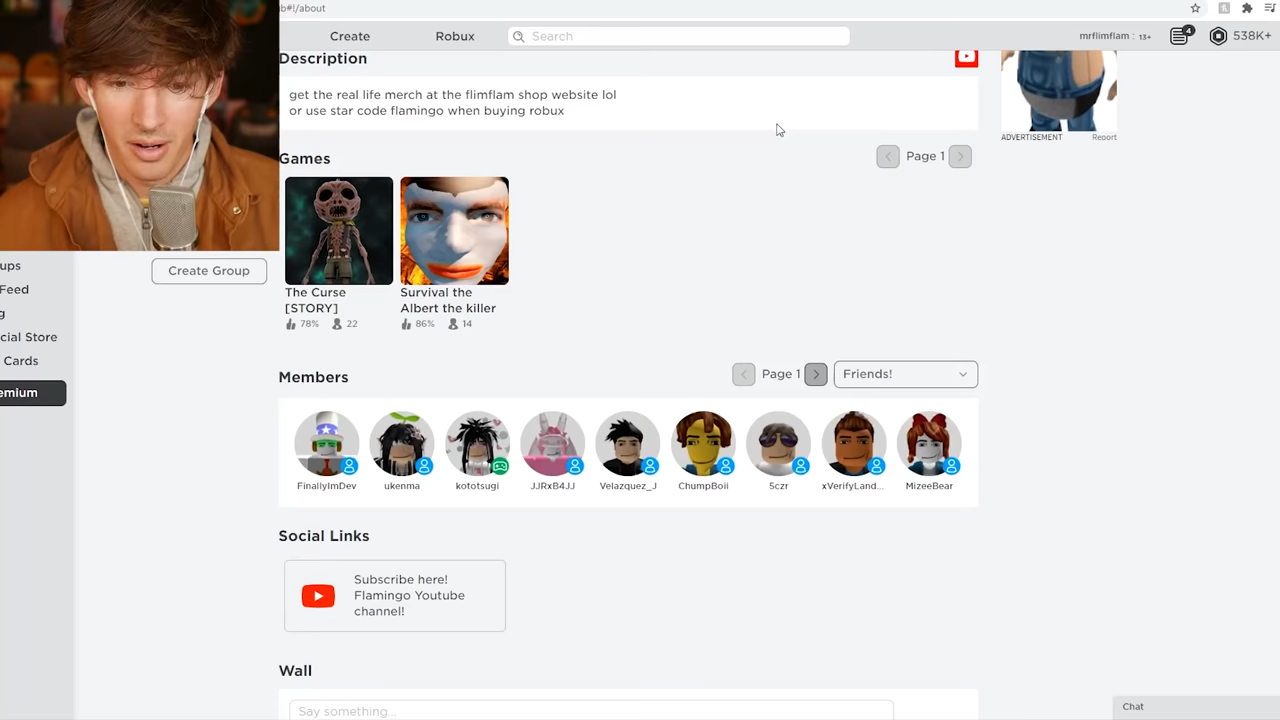 b#!/about
Create
Robux
Search
mrflimflam : 13+
4
538K+
Description
get the real life merch at the flimflam shop website lol
or use star code flamingo when buying robux
ADVERTISEMENT
Report
Games
Page 1
The Curse
[STORY]
78%
22
Survival the
Albert the killer
86%
14
ups
Feed
g
cial Store
Cards
emium
Create Group
Members
Page 1
Friends!
FinallyImDev
ukenma
kototsugi
JJRxB4JJ
Velazquez_J
ChumpBoii
5czr
xVerifyLand...
MizeeBear
Social Links
Subscribe here!
Flamingo Youtube
channel!
Wall
Say something...
Chat